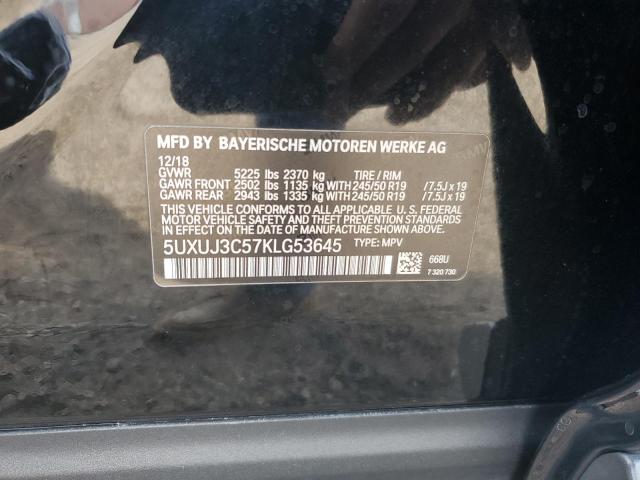 MFD BY BAYERISCHE MOTOREN WERKE AG
12/18
GVWR 5225 lbs 2370 kg TIRE / RIM
GAWR FRONT 2502 lbs 1135 kg WITH 245/50 R19 /7.5J x 19
GAWR REAR 2943 lbs 1335 kg WITH 245/50 R19 /7.5J x 19
THIS VEHICLE CONFORMS TO ALL APPLICABLE FEDERAL
MOTOR VEHICLE SAFETY AND THEFT PREVENTION STANDARDS
IN EFFECT ON THE DATE OF MANUFACTURE SHOWN ABOVE.
5UXUJ3C57KLG53645 TYPE: MPV
668U
7 320 730